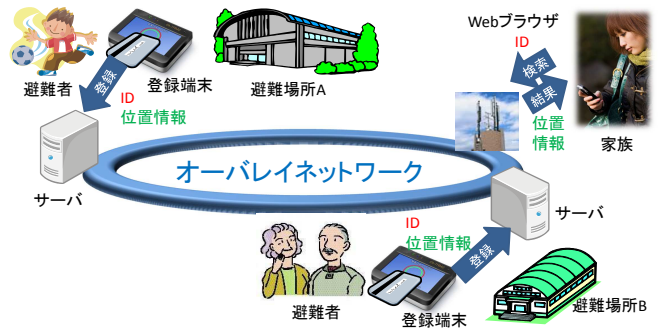 Webブラウザ
ID
検索
結果
位置
情報
家族
登録
避難者
登録端末
避難場所A
ID
位置情報
オーバレイネットワーク
サーバ
サーバ
ID
位置情報
登録
避難者
登録端末
避難場所B